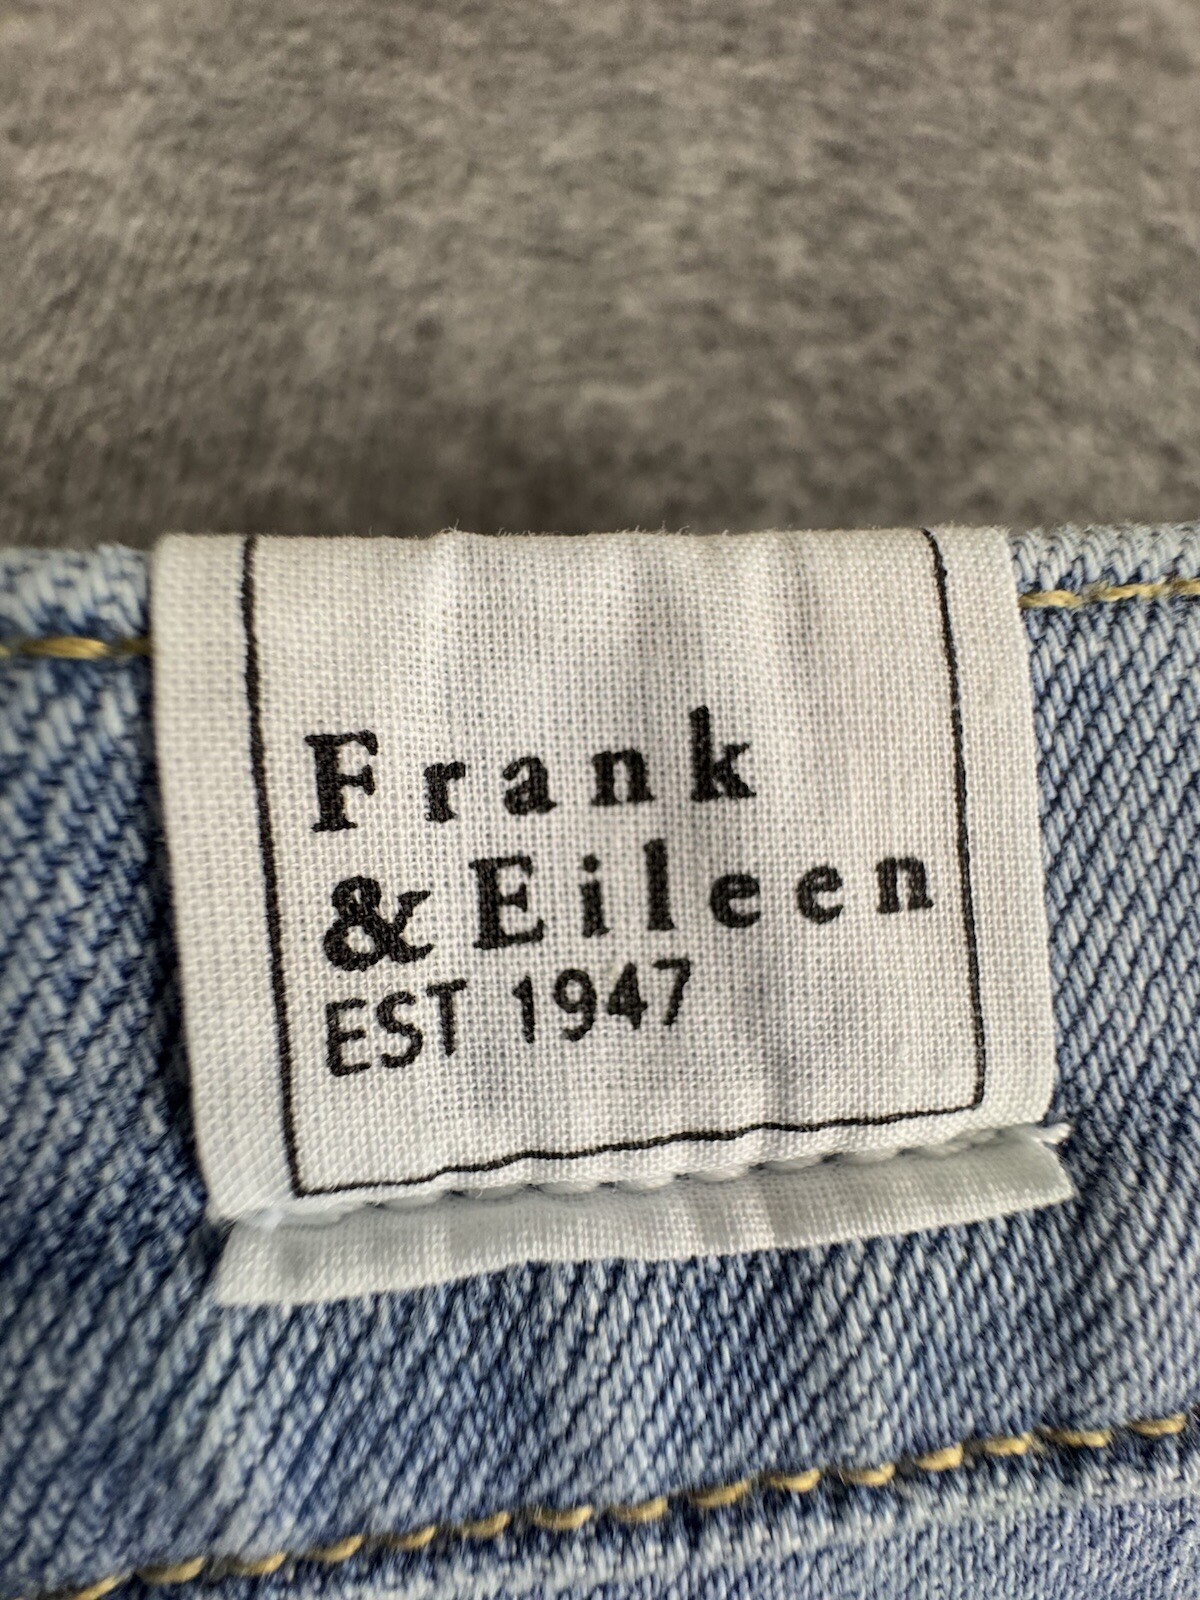 Frank
& Eileen
EST 1947